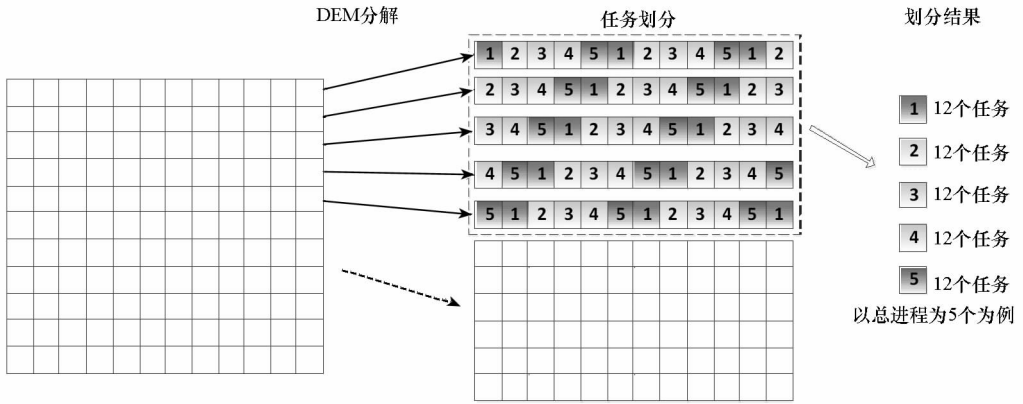 DEM分解
任务划分
划分结果
1 2 3 4 5 1 2 3 4 5 1 2
2 3 4 5 1 2 3 4 5 1 2 3
3 4 5 1 2 3 4 5 1 2 3 4
4 5 1 2 3 4 5 1 2 3 4 5
5 1 2 3 4 5 1 2 3 4 5 1
1 12个任务
2 12个任务
3 12个任务
4 12个任务
5 12个任务
以总进程为5个为例